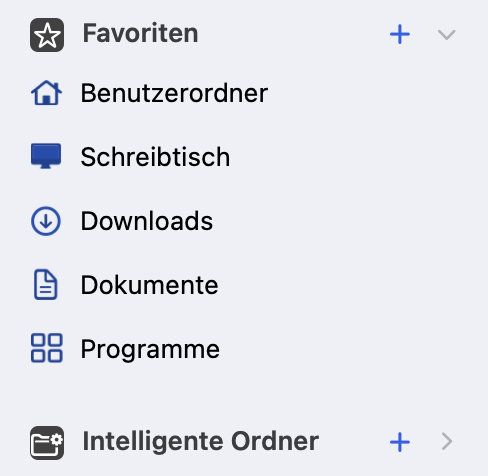 Favoriten
Benutzerordner
Schreibtisch
Downloads
Dokumente
Programme
Intelligente Ordner